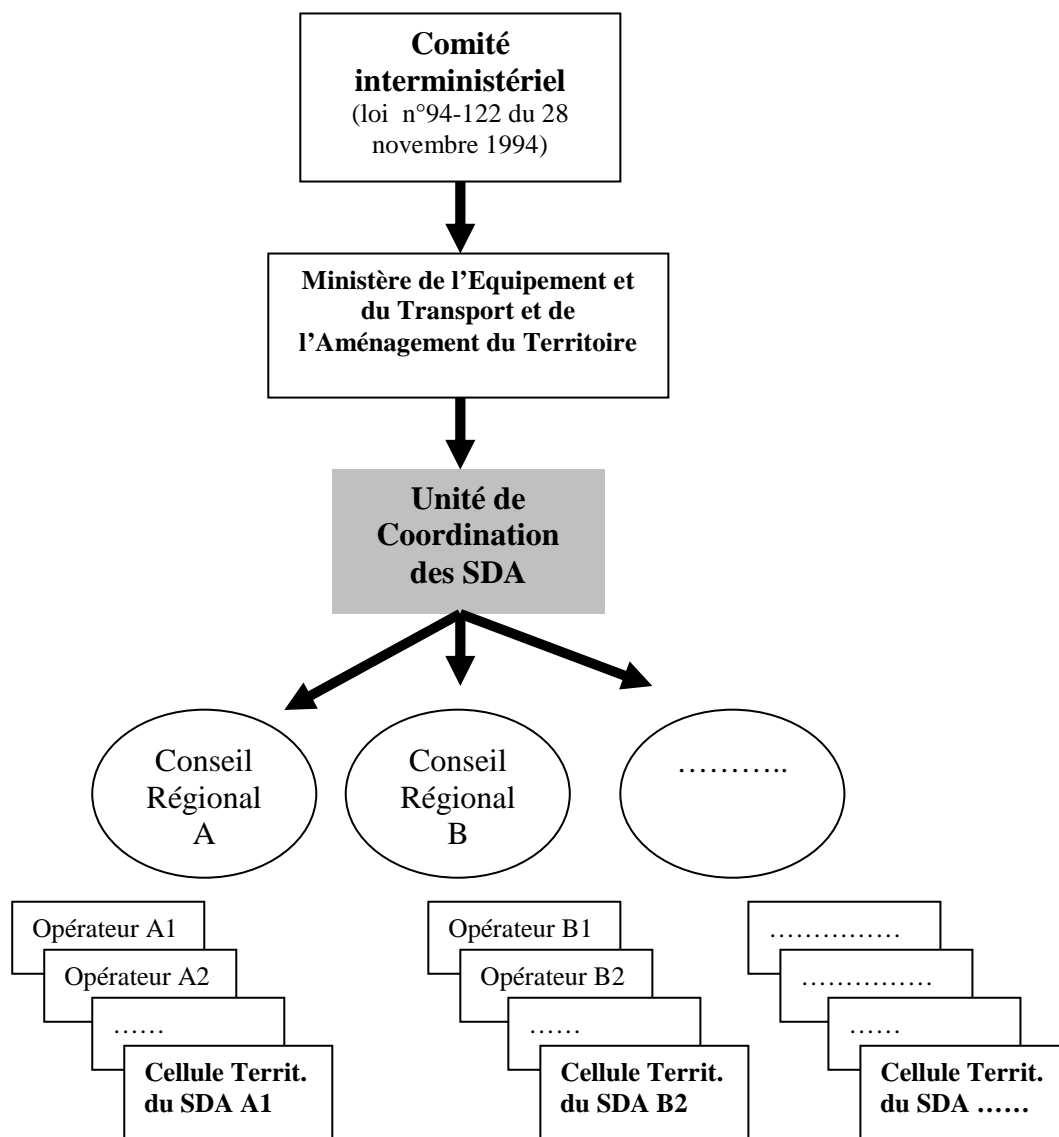 Comité
interministériel
(loi n°94-122 du 28
novembre 1994)
Ministère de l’Equipement et
du Transport et de
l’Aménagement du Territoire
Unité de
Coordination
des SDA
Conseil
Régional
A
Conseil
Régional
B
………..
Opérateur A1
Opérateur A2
……
Cellule Territ.
du SDA A1
Opérateur B1
Opérateur B2
……
Cellule Territ.
du SDA B2
……………
……………
……
Cellule Territ.
du SDA ……